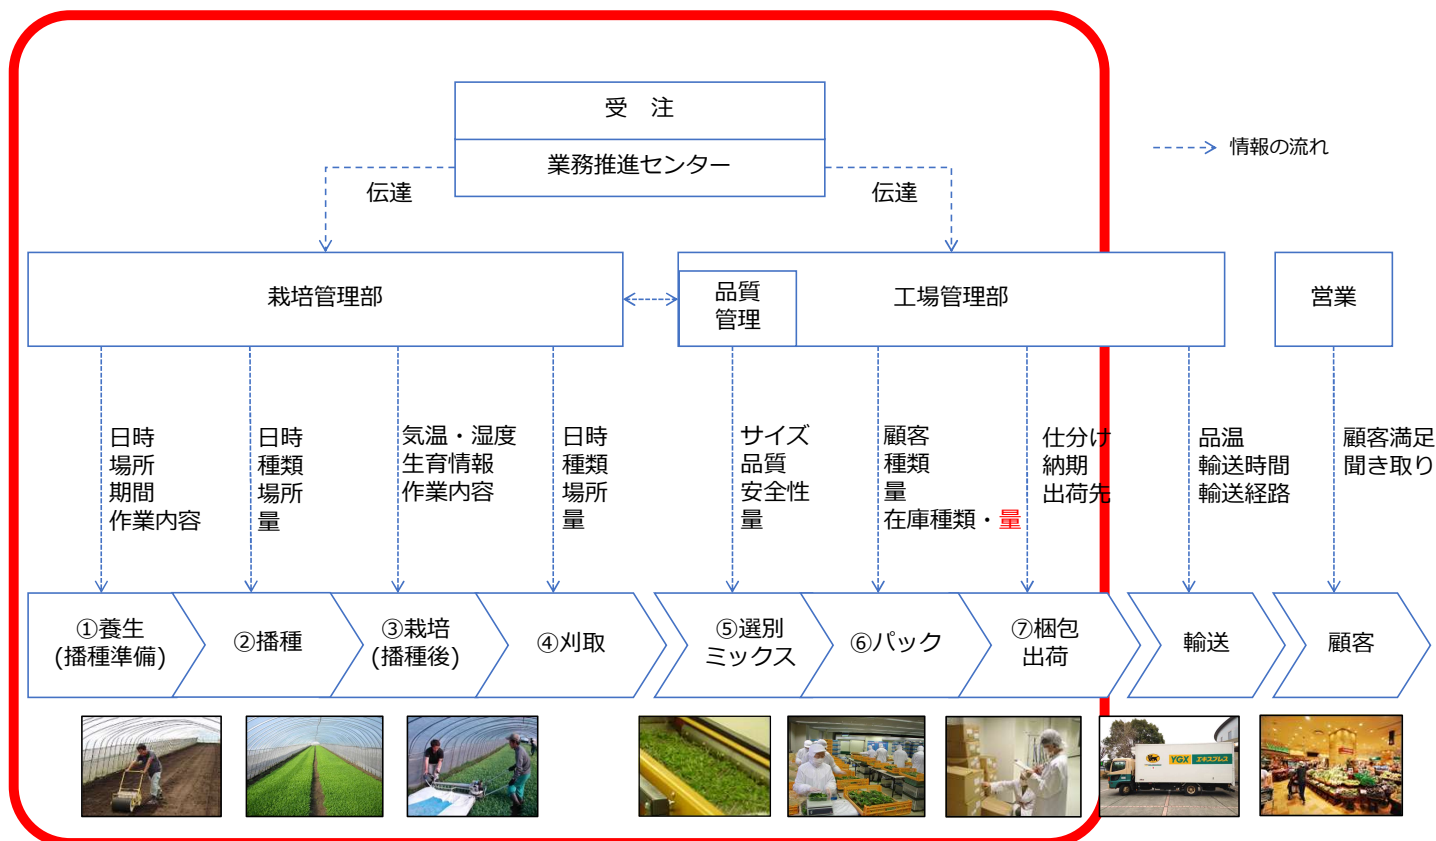 受　注
業務推進センター
情報の流れ
伝達
伝達
栽培管理部
品質
管理
工場管理部
営業
日時
場所
期間
作業内容
日時
種類
場所
量
気温・湿度
生育情報
作業内容
日時
種類
場所
量
サイズ
品質
安全性
量
顧客
種類
量
在庫種類・量
仕分け
納期
出荷先
品温
輸送時間
輸送経路
顧客満足
聞き取り
①養生
(播種準備)
②播種
③栽培
(播種後)
④刈取
⑤選別
ミックス
⑥パック
⑦梱包
出荷
輸送
顧客
YGX エキスプレス